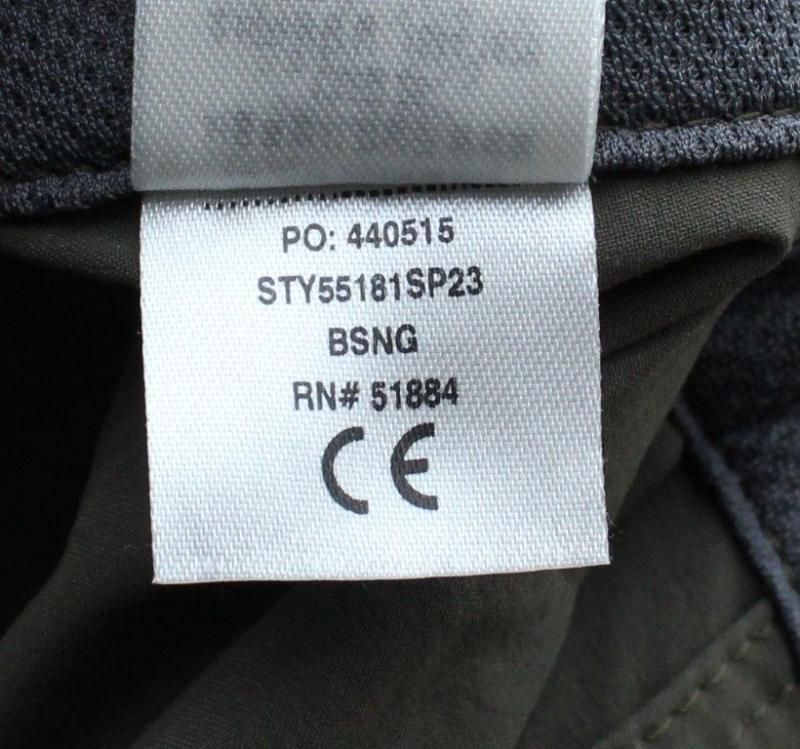 PO: 440515
STY55181SP23
BSNG
RN# 51884
CE